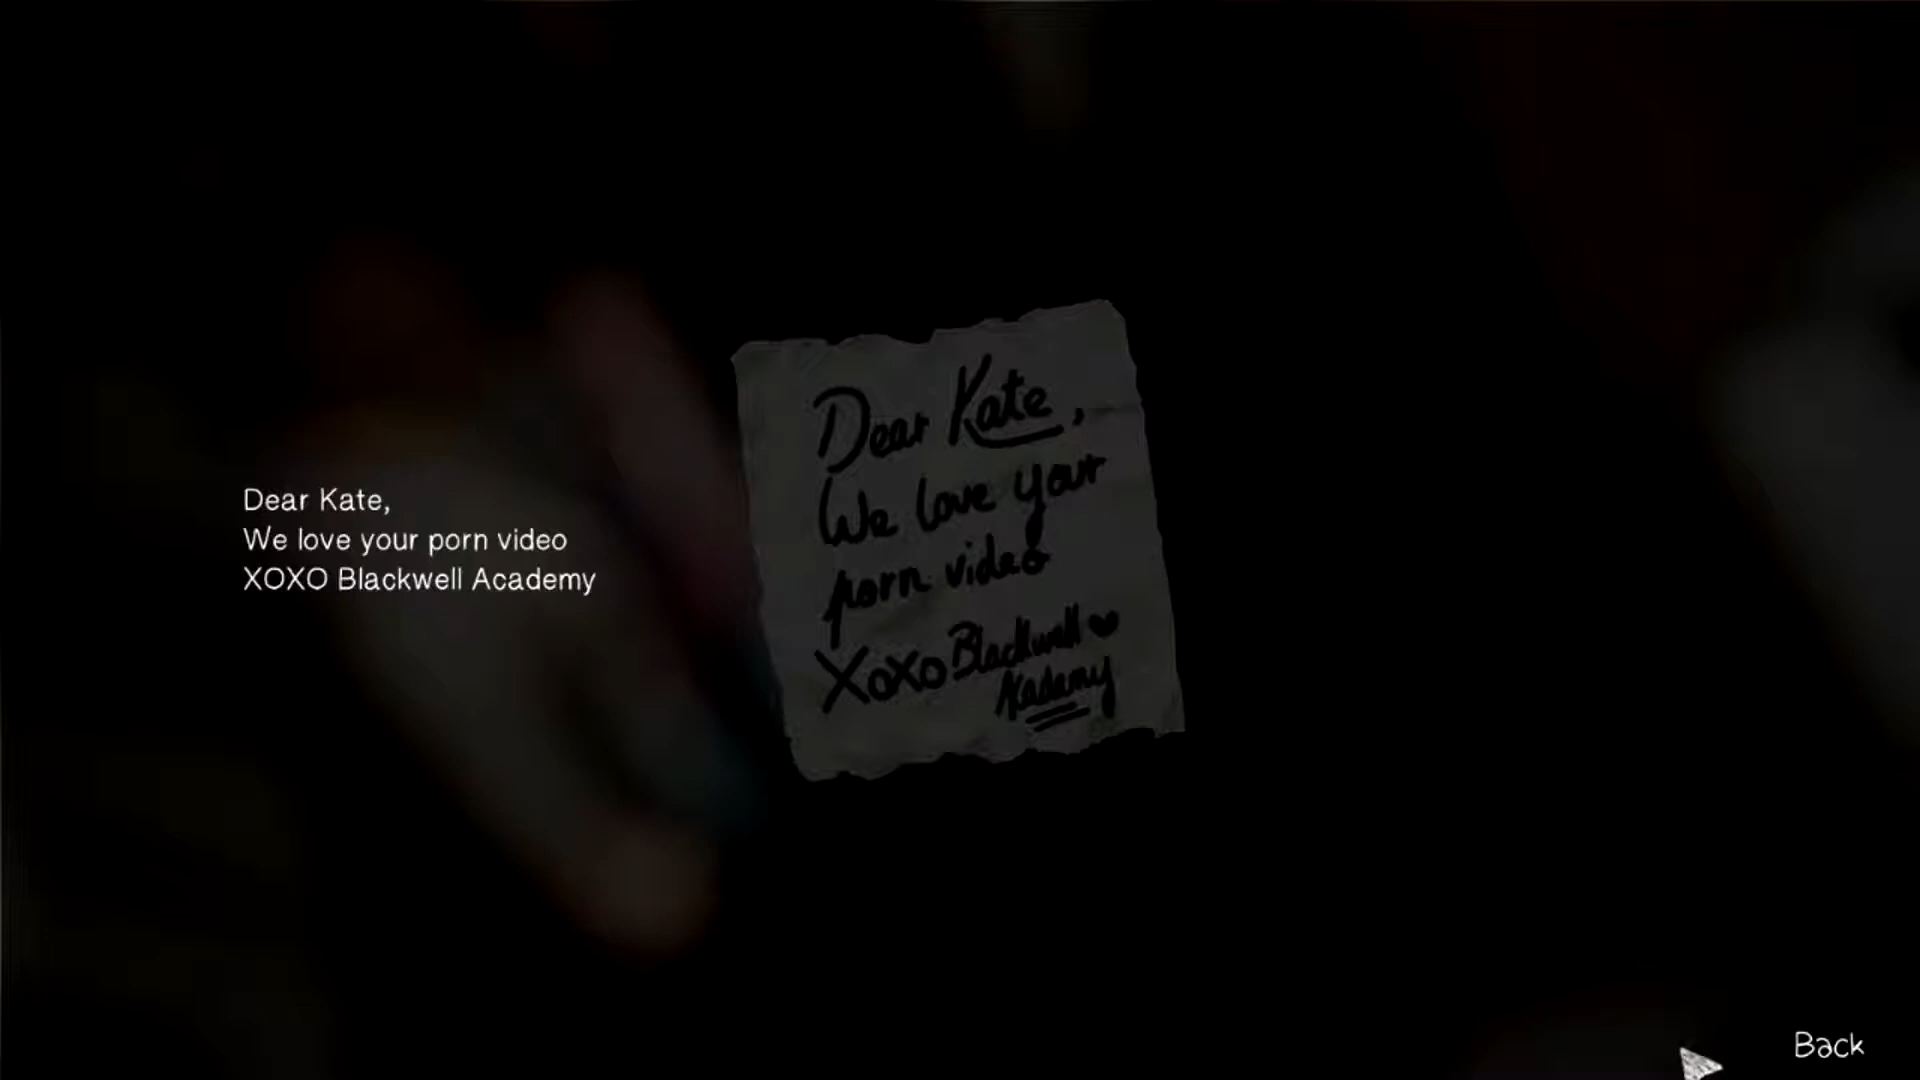 Dear Kate,
We love your porn video
XOXO Blackwell Academy
Dear Kate,
We love your
porn video
XoXo Blackwell
Academy
Back